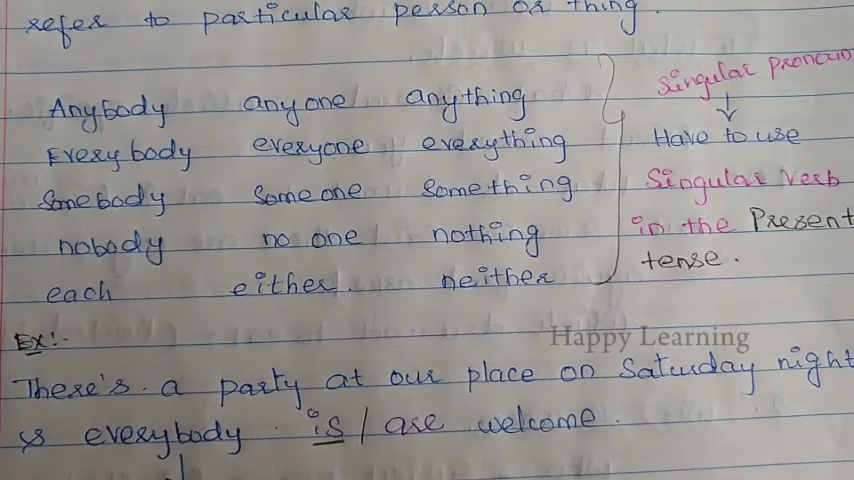 refer to particular person or thing.
Singular pronoun
Anybody anyone anything
Have to use
Everybody everyone everything
Somebody Someone something
Singular Verb
nobody no one nothing
in the Present
each either. neither
tense.
Ex:-
Happy Learning
There's a party at our place on Saturday night
everybody is / are welcome.